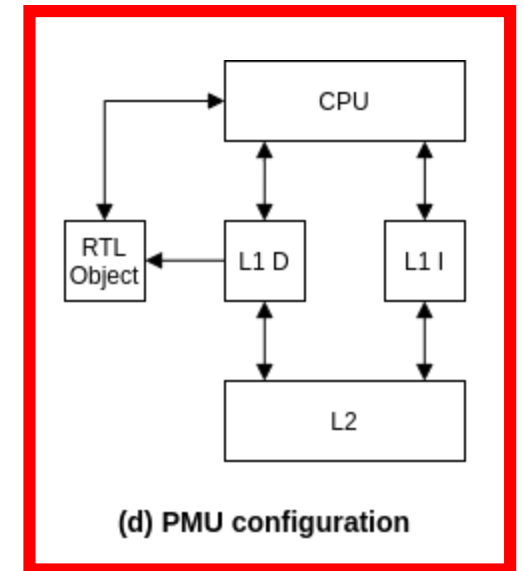 CPU
RTL
Object
L1 D
L1 I
L2
(d) PMU configuration